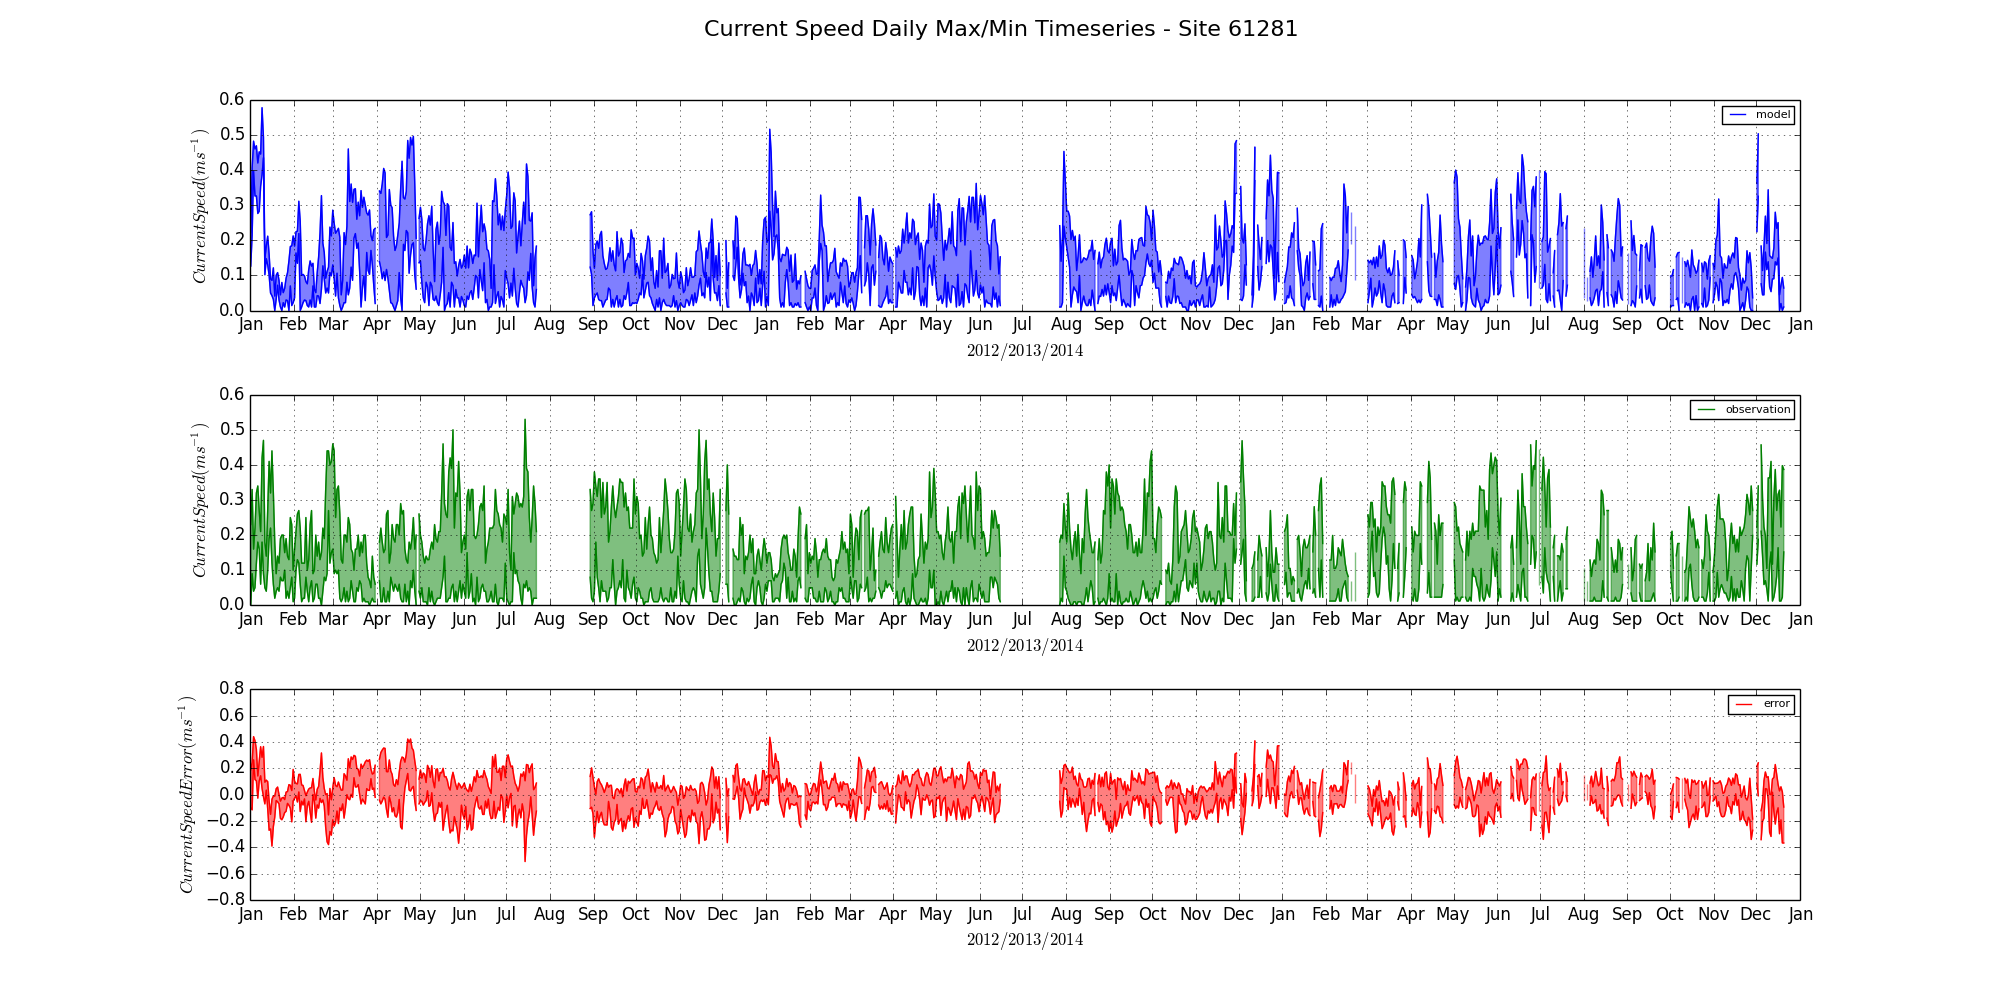 Current Speed Daily Max/Min Timeseries - Site 61281
CurrentSpeed(ms⁻¹)
0.6
0.5
0.4
0.3
0.2
0.1
0.0
model
Jan Feb Mar Apr May Jun Jul Aug Sep Oct Nov Dec Jan Feb Mar Apr May Jun Jul Aug Sep Oct Nov Dec Jan Feb Mar Apr May Jun Jul Aug Sep Oct Nov Dec Jan
2012/2013/2014
CurrentSpeed(ms⁻¹)
0.6
0.5
0.4
0.3
0.2
0.1
0.0
observation
Jan Feb Mar Apr May Jun Jul Aug Sep Oct Nov Dec Jan Feb Mar Apr May Jun Jul Aug Sep Oct Nov Dec Jan Feb Mar Apr May Jun Jul Aug Sep Oct Nov Dec Jan
2012/2013/2014
CurrentSpeedError(ms⁻¹)
0.8
0.6
0.4
0.2
0.0
−0.2
−0.4
−0.6
−0.8
error
Jan Feb Mar Apr May Jun Jul Aug Sep Oct Nov Dec Jan Feb Mar Apr May Jun Jul Aug Sep Oct Nov Dec Jan Feb Mar Apr May Jun Jul Aug Sep Oct Nov Dec Jan
2012/2013/2014